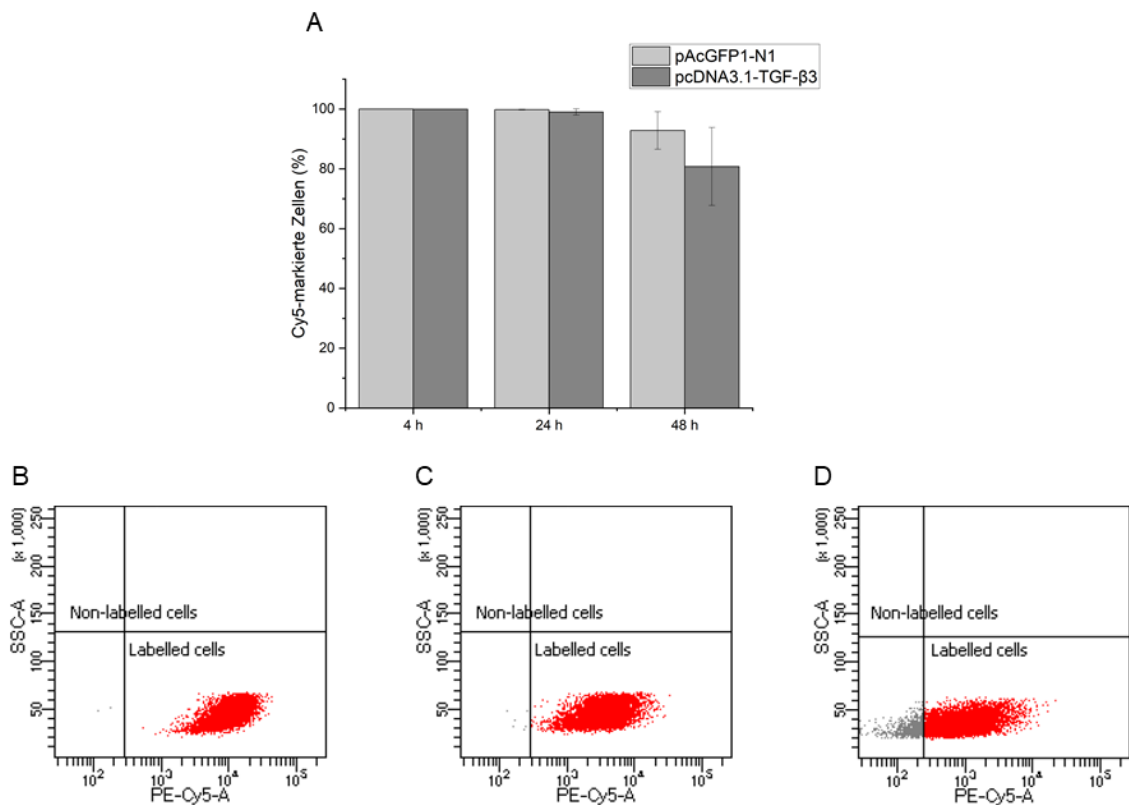 A
pAcGFP1-N1
pcDNA3.1-TGF-β3
Cy5-markierte Zellen (%)
100
80
60
40
20
0
4 h
24 h
48 h
B
(x 1,000)
SSC-A
250
200
150
100
50
Non-labelled cells
Labelled cells
10²
10³
10⁴
10⁵
PE-Cy5-A
C
(x 1,000)
SSC-A
250
200
150
100
50
Non-labelled cells
Labelled cells
10²
10³
10⁴
10⁵
PE-Cy5-A
D
(x 1,000)
SSC-A
250
200
150
100
50
Non-labelled cells
Labelled cells
10²
10³
10⁴
10⁵
PE-Cy5-A